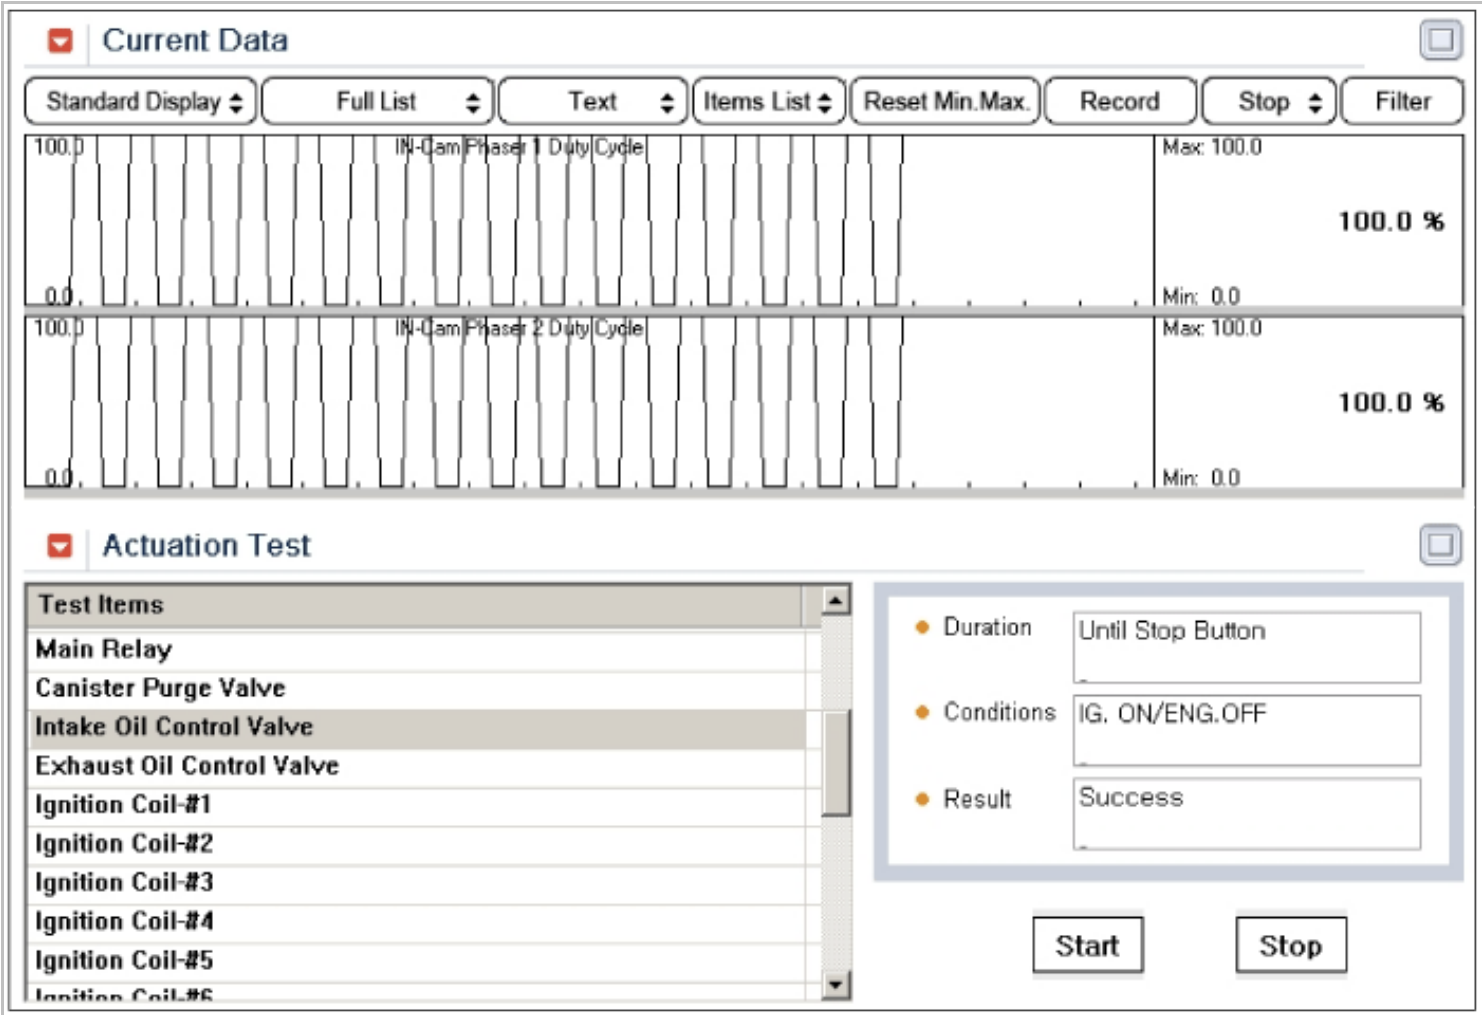 Current Data
Standard Display Full List Text Items List Reset Min.Max. Record Stop Filter
100.0 IN-Cam Phaser 1 Duty Cycle Max: 100.0
100.0 %
0.0 Min: 0.0
100.0 IN-Cam Phaser 2 Duty Cycle Max: 100.0
100.0 %
0.0 Min: 0.0
Actuation Test
Test Items
Main Relay
Canister Purge Valve
Intake Oil Control Valve
Exhaust Oil Control Valve
Ignition Coil-#1
Ignition Coil-#2
Ignition Coil-#3
Ignition Coil-#4
Ignition Coil-#5
Ignition Coil-#6
Duration Until Stop Button
-
Conditions IG. ON/ENG.OFF
-
Result Success
-
Start Stop